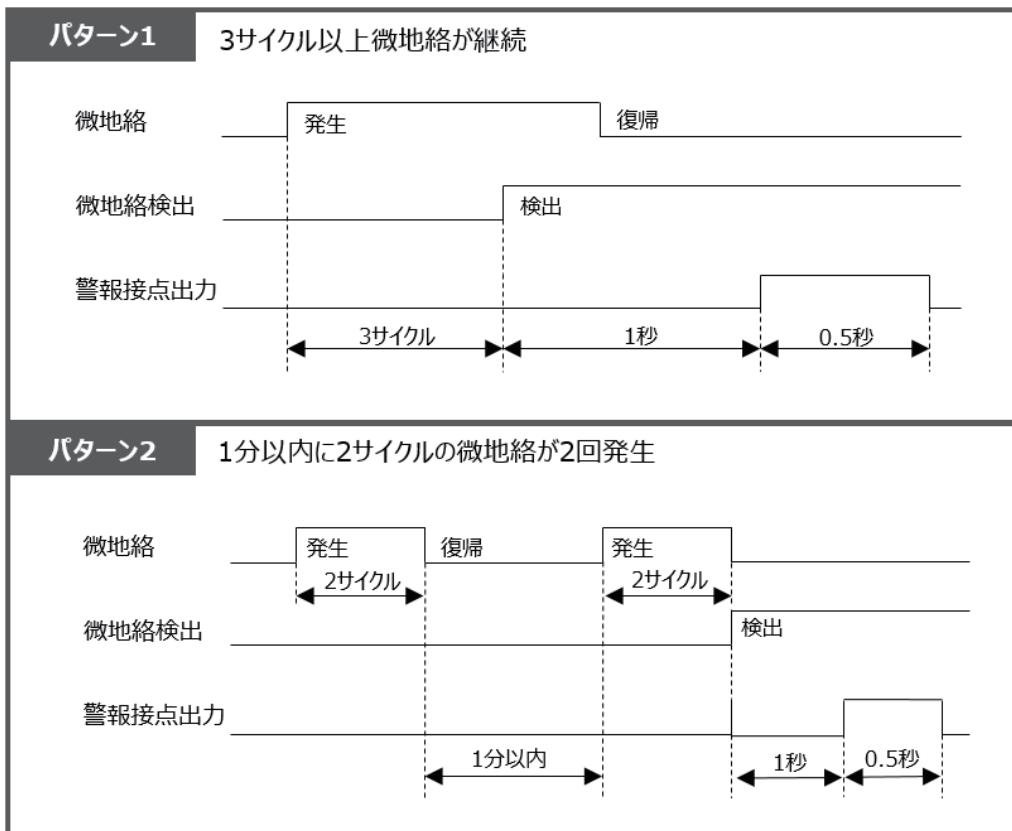 パターン1 3サイクル以上微地絡が継続
微地絡 発生 復帰
微地絡検出 検出
警報接点出力
3サイクル 1秒 0.5秒
パターン2 1分以内に2サイクルの微地絡が2回発生
微地絡 発生 復帰 発生
2サイクル 2サイクル
微地絡検出 検出
警報接点出力
1分以内 1秒 0.5秒